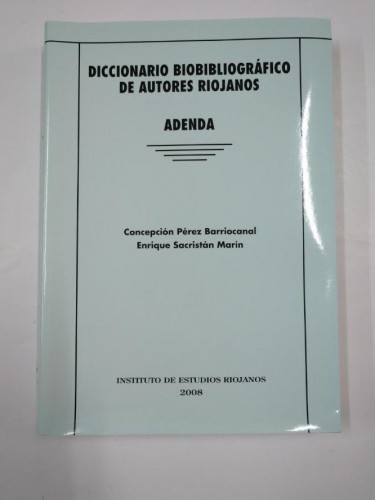 DICCIONARIO BIOBIBLIOGRÁFICO
DE AUTORES RIOJANOS
ADENDA
Concepción Pérez Barriocanal
Enrique Sacristán Marín
INSTITUTO DE ESTUDIOS RIOJANOS
2008